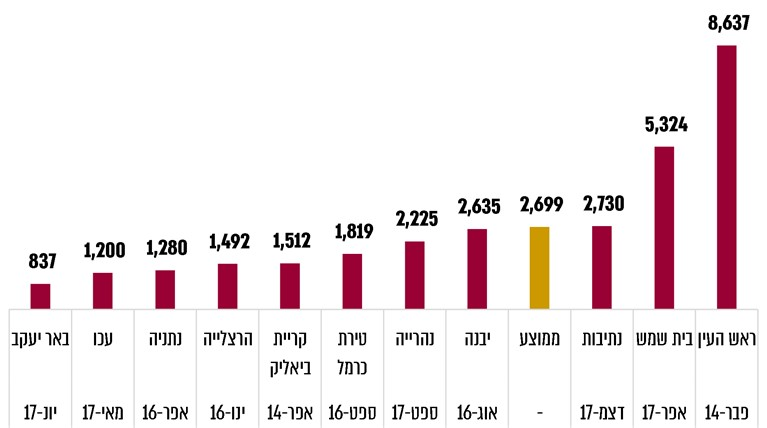 8,637
5,324
2,730
2,699
2,635
2,225
1,819
1,512
1,492
1,280
1,200
837
ראש העין
בית שמש
נתיבות
ממוצע
יבנה
נהרייה
טירת
כרמל
קריית
ביאליק
הרצלייה
נתניה
עכו
באר יעקב
פבר-14
אפר-17
דצמ-17
-
אוג-16
ספט-17
ספט-16
אפר-14
ינו-16
אפר-16
מאי-17
יונ-17